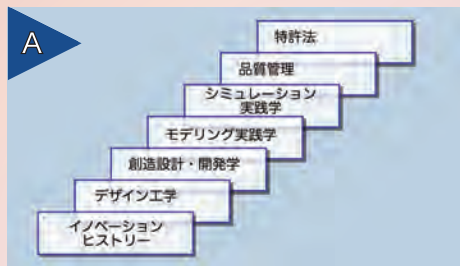 A
特許法
品質管理
シミュレーション
実践学
モデリング実践学
創造設計・開発学
デザイン工学
イノベーション
ヒストリー